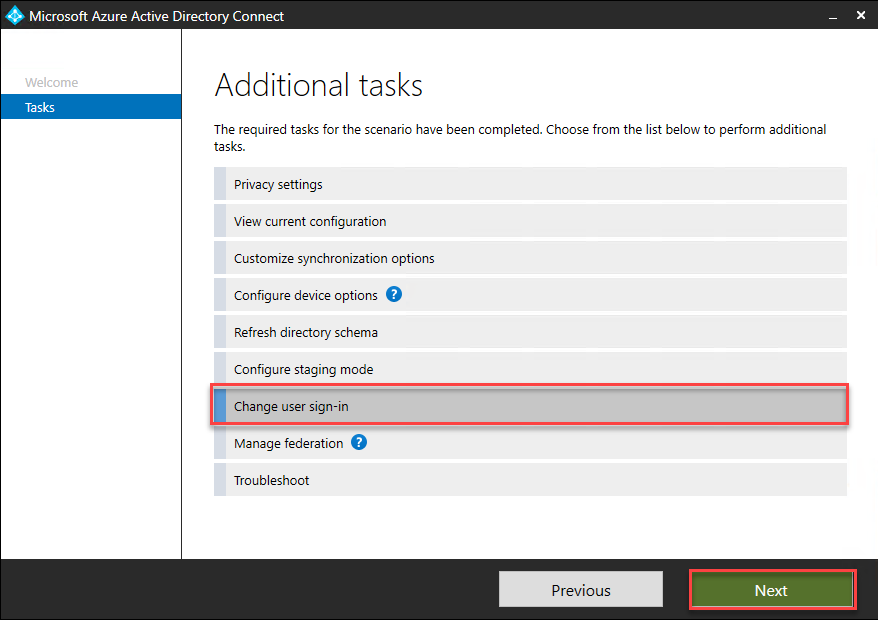 Microsoft Azure Active Directory Connect
Welcome
Tasks
Additional tasks
The required tasks for the scenario have been completed. Choose from the list below to perform additional
tasks.
Privacy settings
View current configuration
Customize synchronization options
Configure device options ?
Refresh directory schema
Configure staging mode
Change user sign-in
Manage federation ?
Troubleshoot
Previous
Next